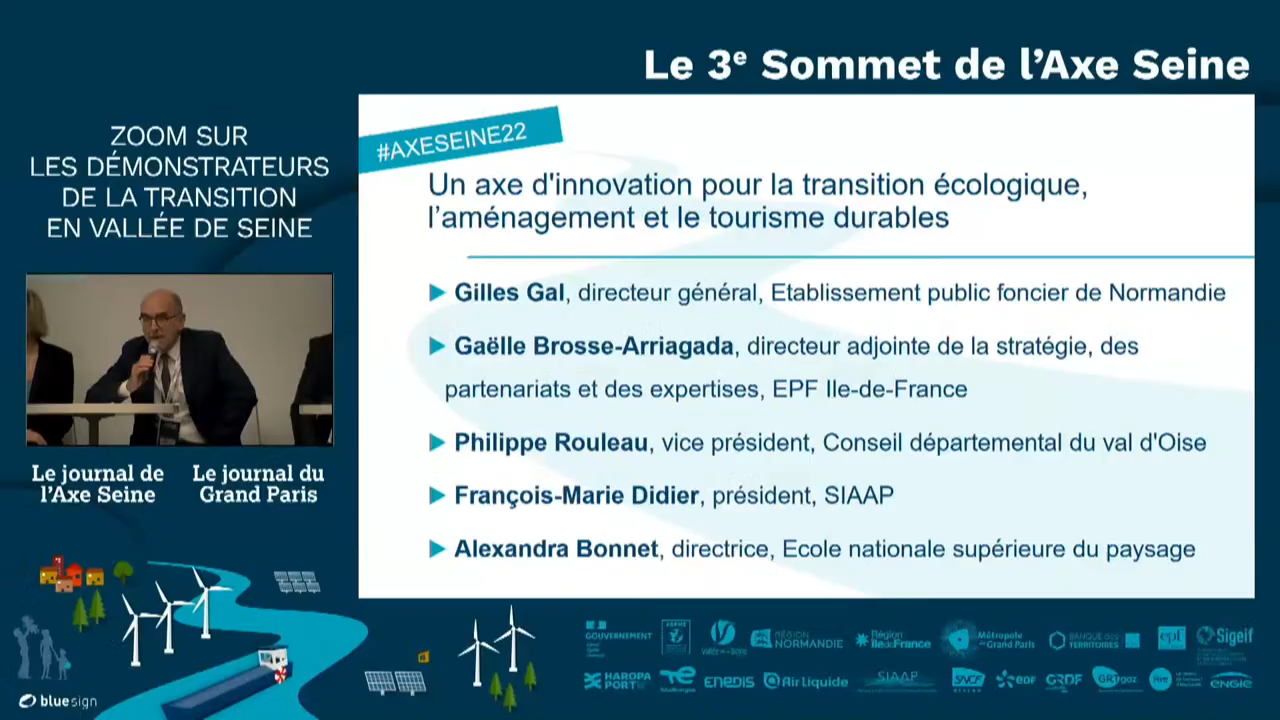 Le 3e Sommet de l'Axe Seine
ZOOM SUR
LES DÉMONSTRATEURS
DE LA TRANSITION
EN VALLÉE DE SEINE
#AXESEINE22
Un axe d'innovation pour la transition écologique,
l'aménagement et le tourisme durables
Gilles Gal, directeur général, Etablissement public foncier de Normandie
Gaëlle Brosse-Arriagada, directeur adjointe de la stratégie, des
partenariats et des expertises, EPF Ile-de-France
Philippe Rouleau, vice président, Conseil départemental du val d'Oise
François-Marie Didier, président, SIAAP
Alexandra Bonnet, directrice, Ecole nationale supérieure du paysage
Le journal de
l'Axe Seine
Le journal du
Grand Paris
GOUVERNEMENT
RÉGION
NORMANDIE
Région
îledeFrance
Métropole
du Grand Paris
BANQUE des
TERRITOIRES
epf
Sigeif
HAROPA
PORT
TotalEnergies
ENEDIS
Air Liquide
SIAAP
SNCF
RÉSEAU
edf
GRDF
GRTgaz
ENGIE
bluesign